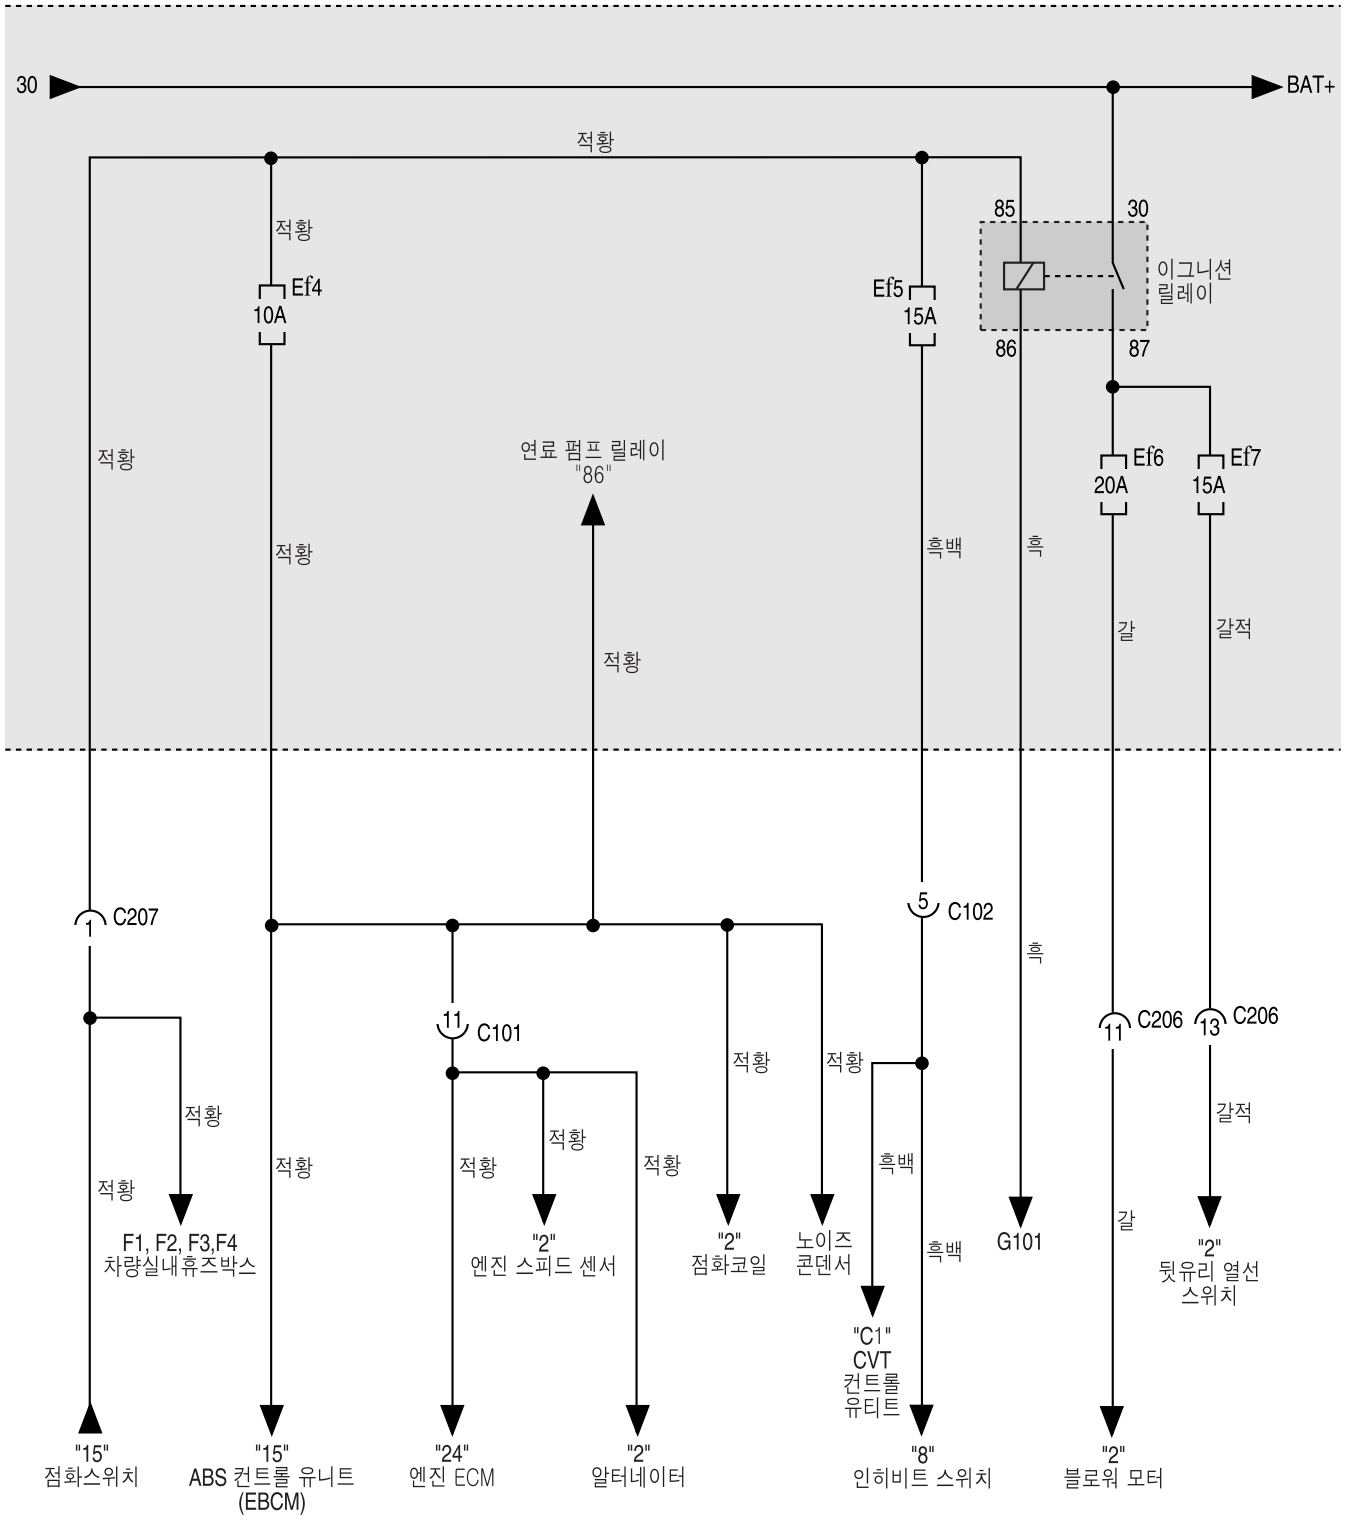 30
BAT+
적황
적황
85
30
이그니션
릴레이
Ef4
10A
Ef5
15A
86
87
적황
연료 펌프 릴레이
"86"
Ef6
20A
Ef7
15A
적황
흑백
흑
갈
갈적
적황
C207
1
5
C102
흑
11
C101
C206
11
C206
13
적황
적황
적황
적황
적황
적황
적황
적황
흑백
갈적
갈
흑백
F1, F2, F3,F4
차량실내휴즈박스
"2"
엔진 스피드 센서
"2"
점화코일
노이즈
콘덴서
G101
"2"
뒷유리 열선
스위치
"C1"
CVT
컨트롤
유티트
"15"
점화스위치
"15"
ABS 컨트롤 유니트
(EBCM)
"24"
엔진 ECM
"2"
알터네이터
"8"
인히비트 스위치
"2"
블로워 모터